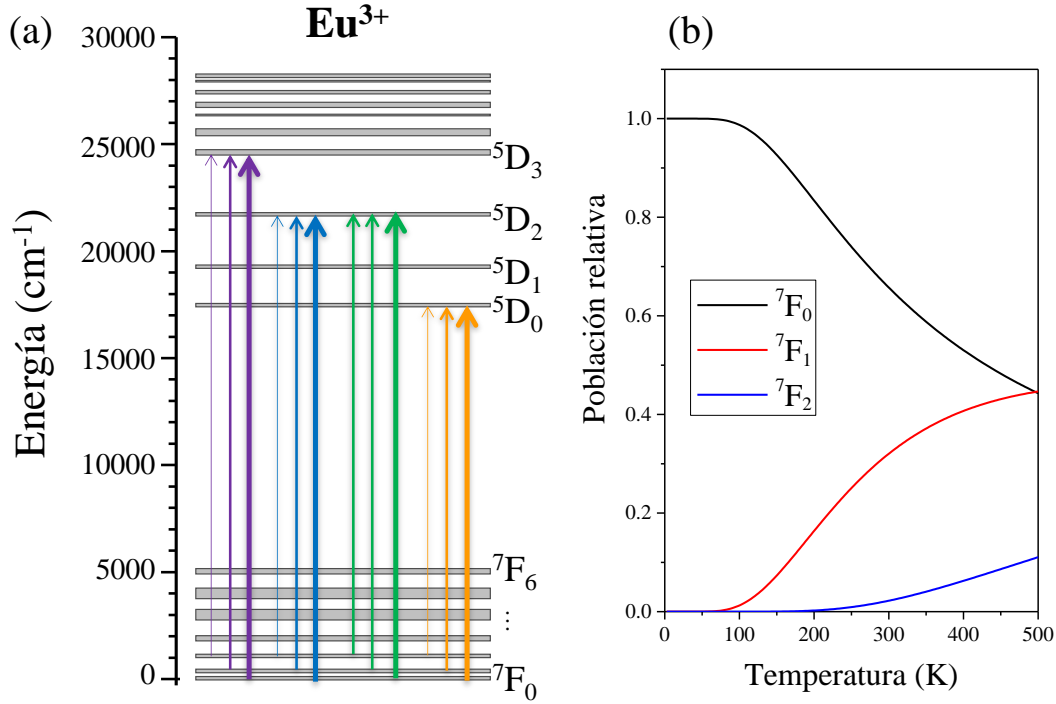 (a)
Eu³⁺
Energía (cm⁻¹)
30000
25000
20000
15000
10000
5000
0
⁵D₃
⁵D₂
⁵D₁
⁵D₀
⁷F₆
⋮
⁷F₀
(b)
Población relativa
1.0
0.8
0.6
0.4
0.2
0.0
⁷F₀
⁷F₁
⁷F₂
0 100 200 300 400 500
Temperatura (K)